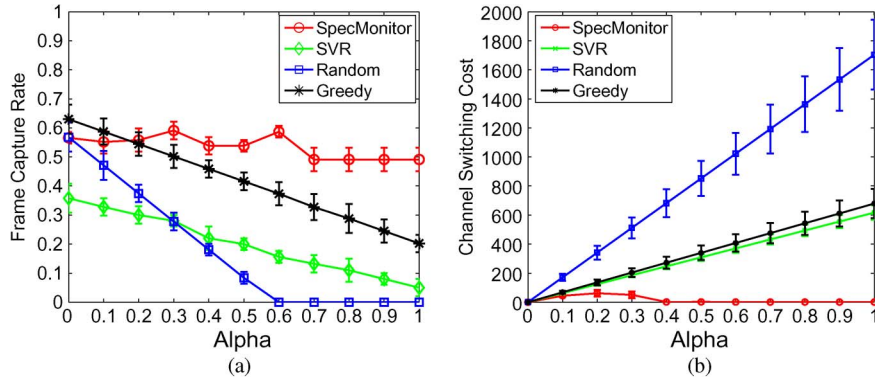 1
0.9
0.8
0.7
0.6
0.5
0.4
0.3
0.2
0.1
0
Frame Capture Rate
SpecMonitor
SVR
Random
Greedy
0 0.1 0.2 0.3 0.4 0.5 0.6 0.7 0.8 0.9 1
Alpha
(a)
2000
1800
1600
1400
1200
1000
800
600
400
200
0
Channel Switching Cost
SpecMonitor
SVR
Random
Greedy
0 0.1 0.2 0.3 0.4 0.5 0.6 0.7 0.8 0.9 1
Alpha
(b)